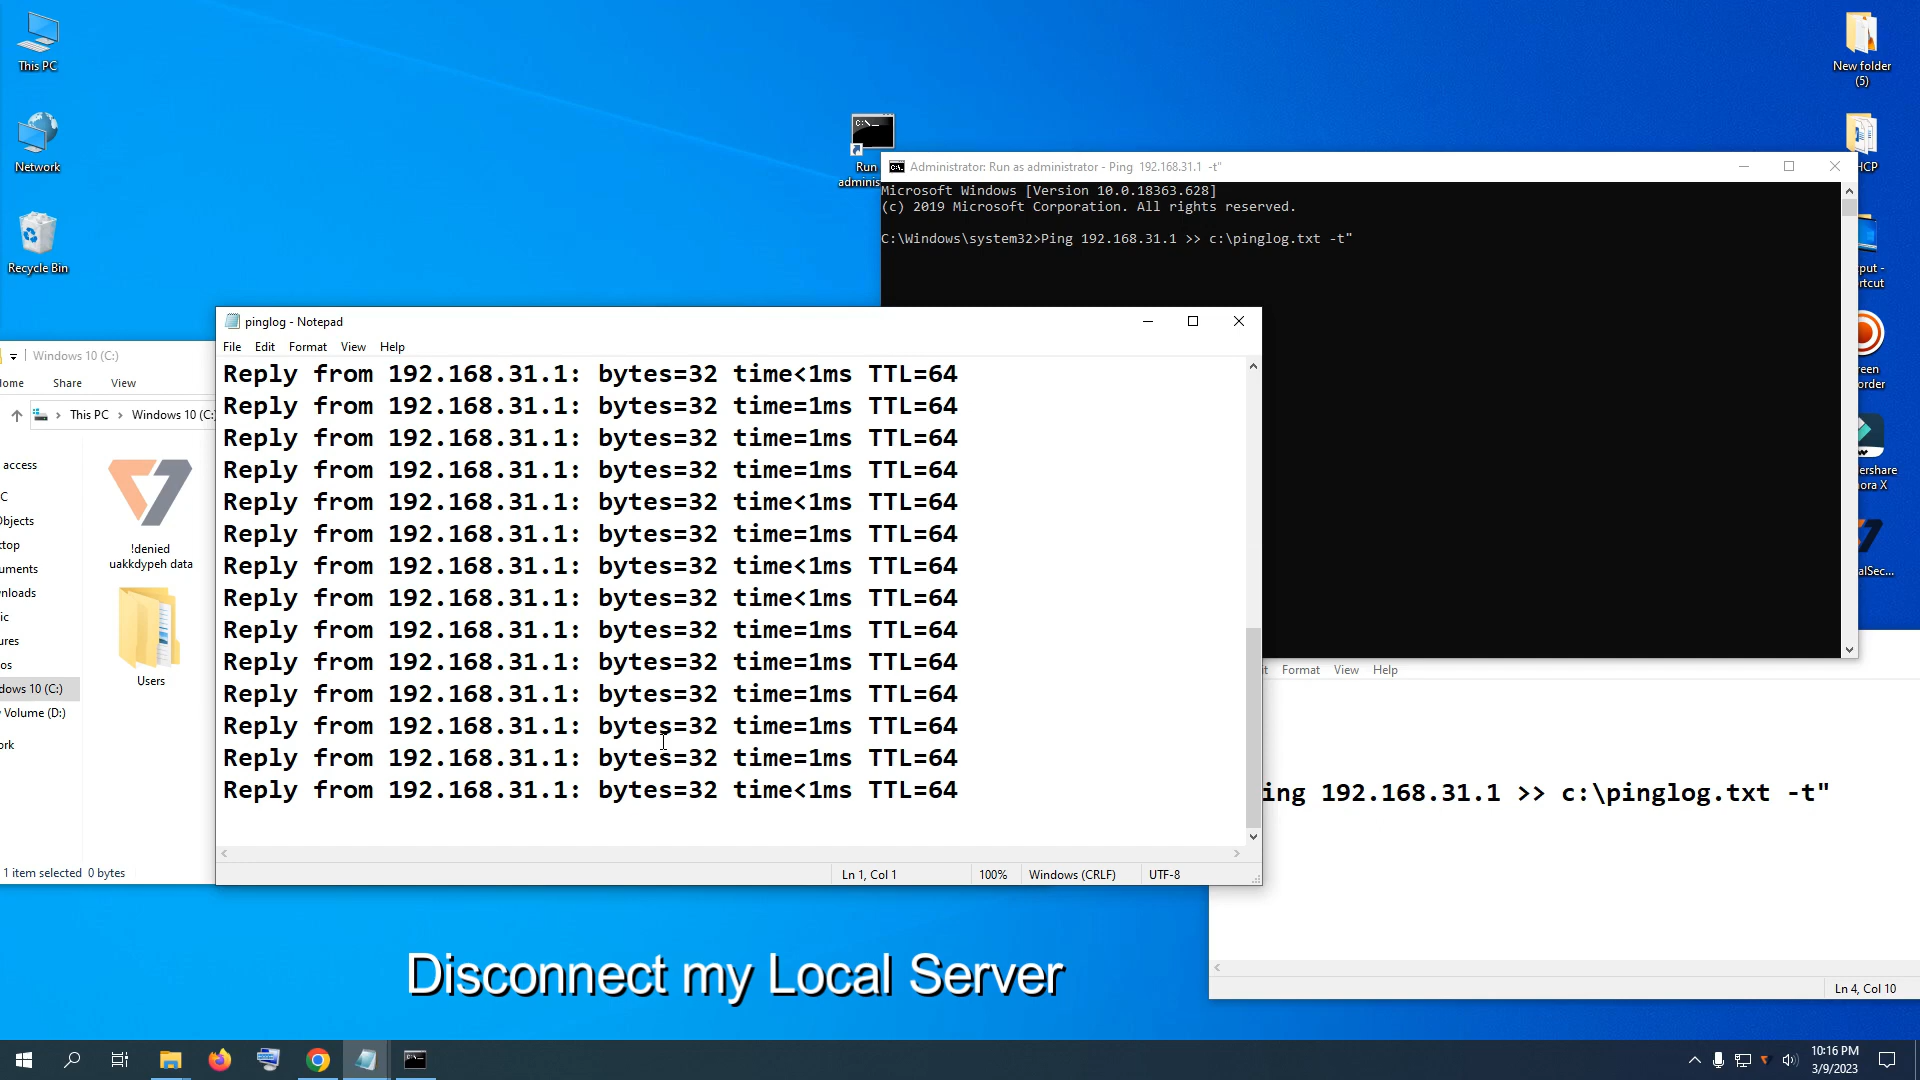 This PC
Network
Recycle Bin
New folder
(5)
Run
adminis
HCP
put -
rtcut
reen
order
ershare
ora X
alSec...
Administrator: Run as administrator - Ping  192.168.31.1  -t"
Microsoft Windows [Version 10.0.18363.628]
(c) 2019 Microsoft Corporation. All rights reserved.
C:\Windows\system32>Ping 192.168.31.1 >> c:\pinglog.txt -t"
Windows 10 (C:)
ome Share View
This PC > Windows 10 (C:)
access
C
Objects
top
uments
nloads
ic
ures
os
dows 10 (C:)
Volume (D:)
ork
!denied
uakkdypeh data
Users
1 item selected 0 bytes
pinglog - Notepad
File Edit Format View Help
Reply from 192.168.31.1: bytes=32 time<1ms TTL=64
Reply from 192.168.31.1: bytes=32 time=1ms TTL=64
Reply from 192.168.31.1: bytes=32 time=1ms TTL=64
Reply from 192.168.31.1: bytes=32 time=1ms TTL=64
Reply from 192.168.31.1: bytes=32 time<1ms TTL=64
Reply from 192.168.31.1: bytes=32 time=1ms TTL=64
Reply from 192.168.31.1: bytes=32 time<1ms TTL=64
Reply from 192.168.31.1: bytes=32 time<1ms TTL=64
Reply from 192.168.31.1: bytes=32 time=1ms TTL=64
Reply from 192.168.31.1: bytes=32 time=1ms TTL=64
Reply from 192.168.31.1: bytes=32 time=1ms TTL=64
Reply from 192.168.31.1: bytes=32 time=1ms TTL=64
Reply from 192.168.31.1: bytes=32 time=1ms TTL=64
Reply from 192.168.31.1: bytes=32 time<1ms TTL=64
Ln 1, Col 1 100% Windows (CRLF) UTF-8
it Format View Help
ing 192.168.31.1 >> c:\pinglog.txt -t"
Ln 4, Col 10
Disconnect my Local Server
10:16 PM
3/9/2023